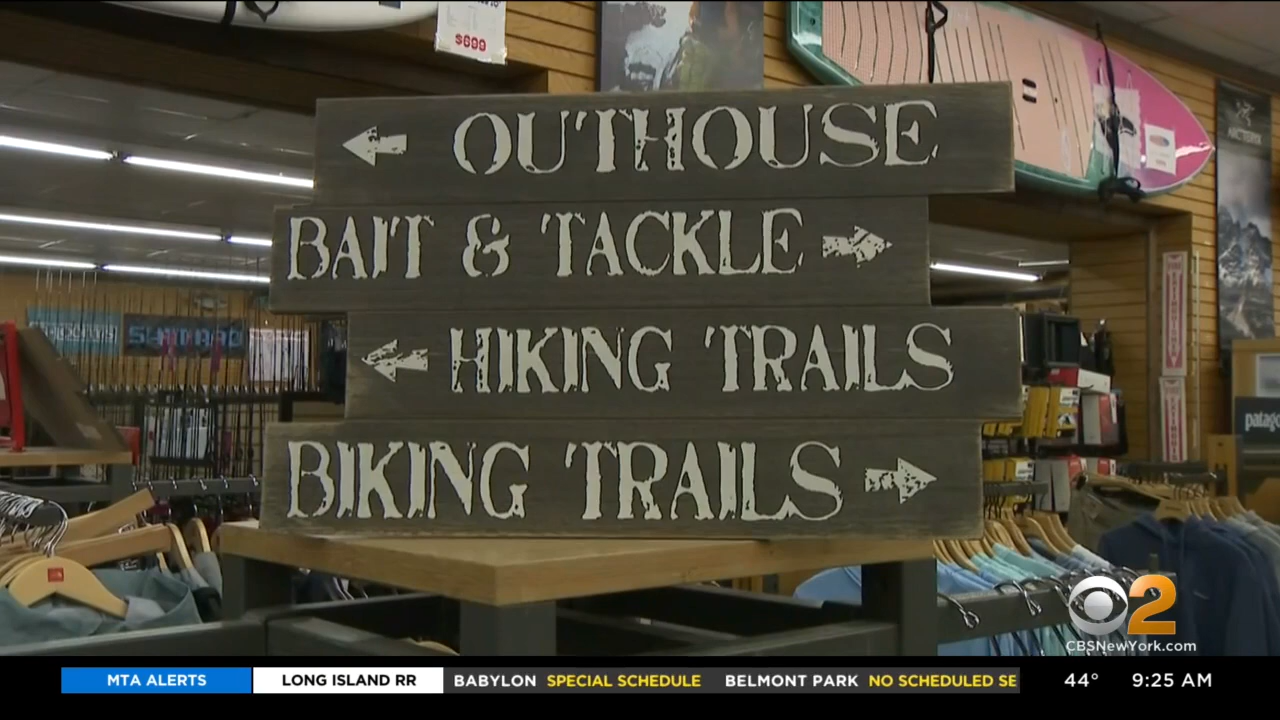 $699
OUTHOUSE
BAIT & TACKLE
HIKING TRAILS
BIKING TRAILS
2
CBSNewYork.com
MTA ALERTS LONG ISLAND RR BABYLON SPECIAL SCHEDULE BELMONT PARK NO SCHEDULED SE 44° 9:25 AM